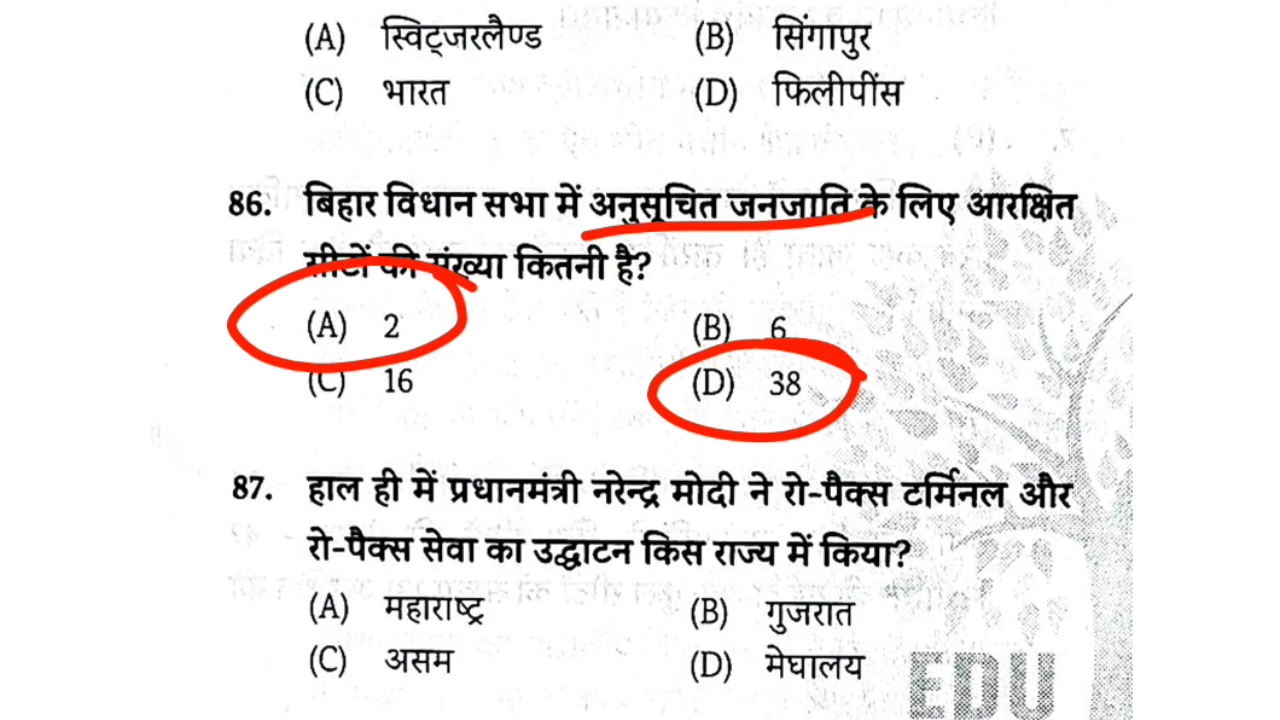 (A) स्विट्जरलैण्ड (B) सिंगापुर
(C) भारत (D) फिलीपींस
86. बिहार विधान सभा में अनुसूचित जनजाति के लिए आरक्षित
सीटों की संख्या कितनी है?
(A) 2 (B) 6
(C) 16 (D) 38
87. हाल ही में प्रधानमंत्री नरेन्द्र मोदी ने रो-पैक्स टर्मिनल और
रो-पैक्स सेवा का उद्घाटन किस राज्य में किया?
(A) महाराष्ट्र (B) गुजरात
(C) असम (D) मेघालय
EDU